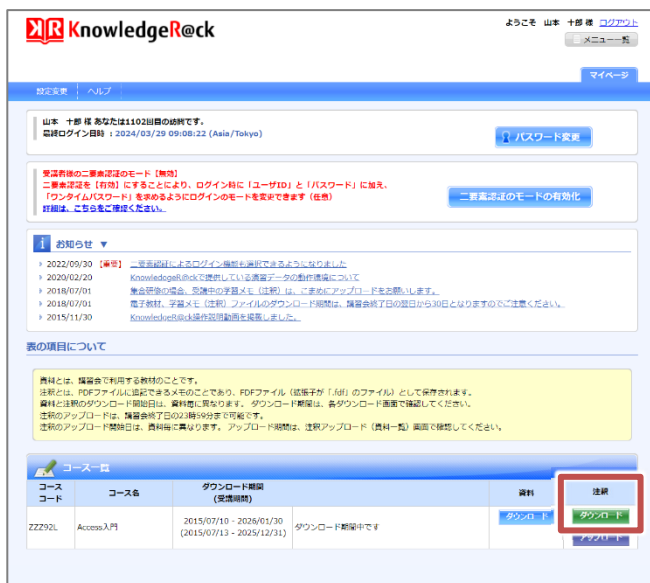 KR KnowledgeR@ck
ようこそ 山本 十郎 様 ログアウト
メニュー一覧
マイページ
設定変更 ヘルプ
山本 十郎 様 あなたは1102回目の訪問です。
最終ログイン日時 : 2024/03/29 09:08:22 (Asia/Tokyo)
パスワード変更
受講者様の二要素認証のモード【無効】
二要素認証を【有効】にすることにより、ログイン時に「ユーザID」と「パスワード」に加え、
「ワンタイムパスワード」を求めるようにログインのモードを変更できます（任意）
詳細は、こちらをご確認ください。
二要素認証のモードの有効化
お知らせ ▼
2022/09/30 【重要】 二要素認証によるログイン機能も選択できるようになりました
2020/02/20 KnowledgeR@ckで提供している演習データの動作環境について
2018/07/01 集合研修の場合、受講中の学習メモ（注釈）は、こまめにアップロードをお願いします。
2018/07/01 電子教材、学習メモ（注釈）ファイルのダウンロード期間は、講習会終了日の翌日から30日となりますのでご注意ください。
2015/11/30 KnowledgeR@ck操作説明動画を掲載しました。
表の項目について
資料とは、講習会で利用する教材のことです。
注釈とは、PDFファイルに追記できるメモのことであり、FDFファイル（拡張子が「.fdf」のファイル）として保存されます。
資料と注釈のダウンロード開始日は、資料毎に異なります。 ダウンロード期間は、各ダウンロード画面で確認してください。
注釈のアップロードは、講習会終了日の23時59分まで可能です。
注釈のアップロード開始日は、資料毎に異なります。 アップロード期間は、注釈アップロード（資料一覧）画面で確認してください。
コース一覧
コースコード コース名 ダウンロード期間 (受講期間) 資料 注釈
ZZZ92L Access入門 2015/07/10 - 2026/01/30 (2015/07/13 - 2025/12/31) ダウンロード期間中です ダウンロード ダウンロード
アップロード